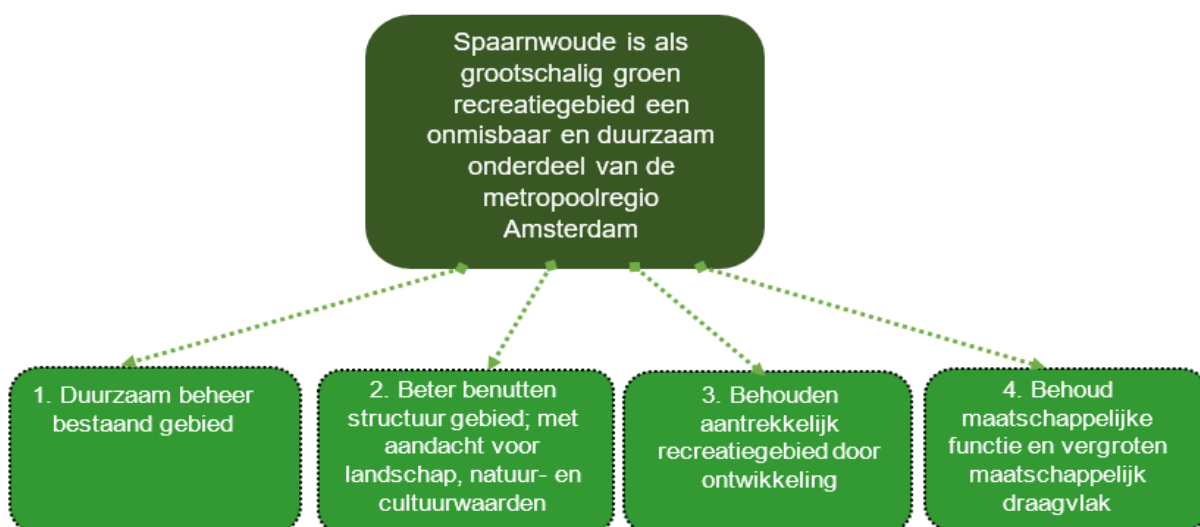 Spaarnwoude is als
grootschalig groen
recreatiegebied een
onmisbaar en duurzaam
onderdeel van de
metropoolregio
Amsterdam
1. Duurzaam beheer
bestaand gebied
2. Beter benutten
structuur gebied; met
aandacht voor
landschap, natuur- en
cultuurwaarden
3. Behouden
aantrekkelijk
recreatiegebied door
ontwikkeling
4. Behoud
maatschappelijke
functie en vergroten
maatschappelijk
draagvlak